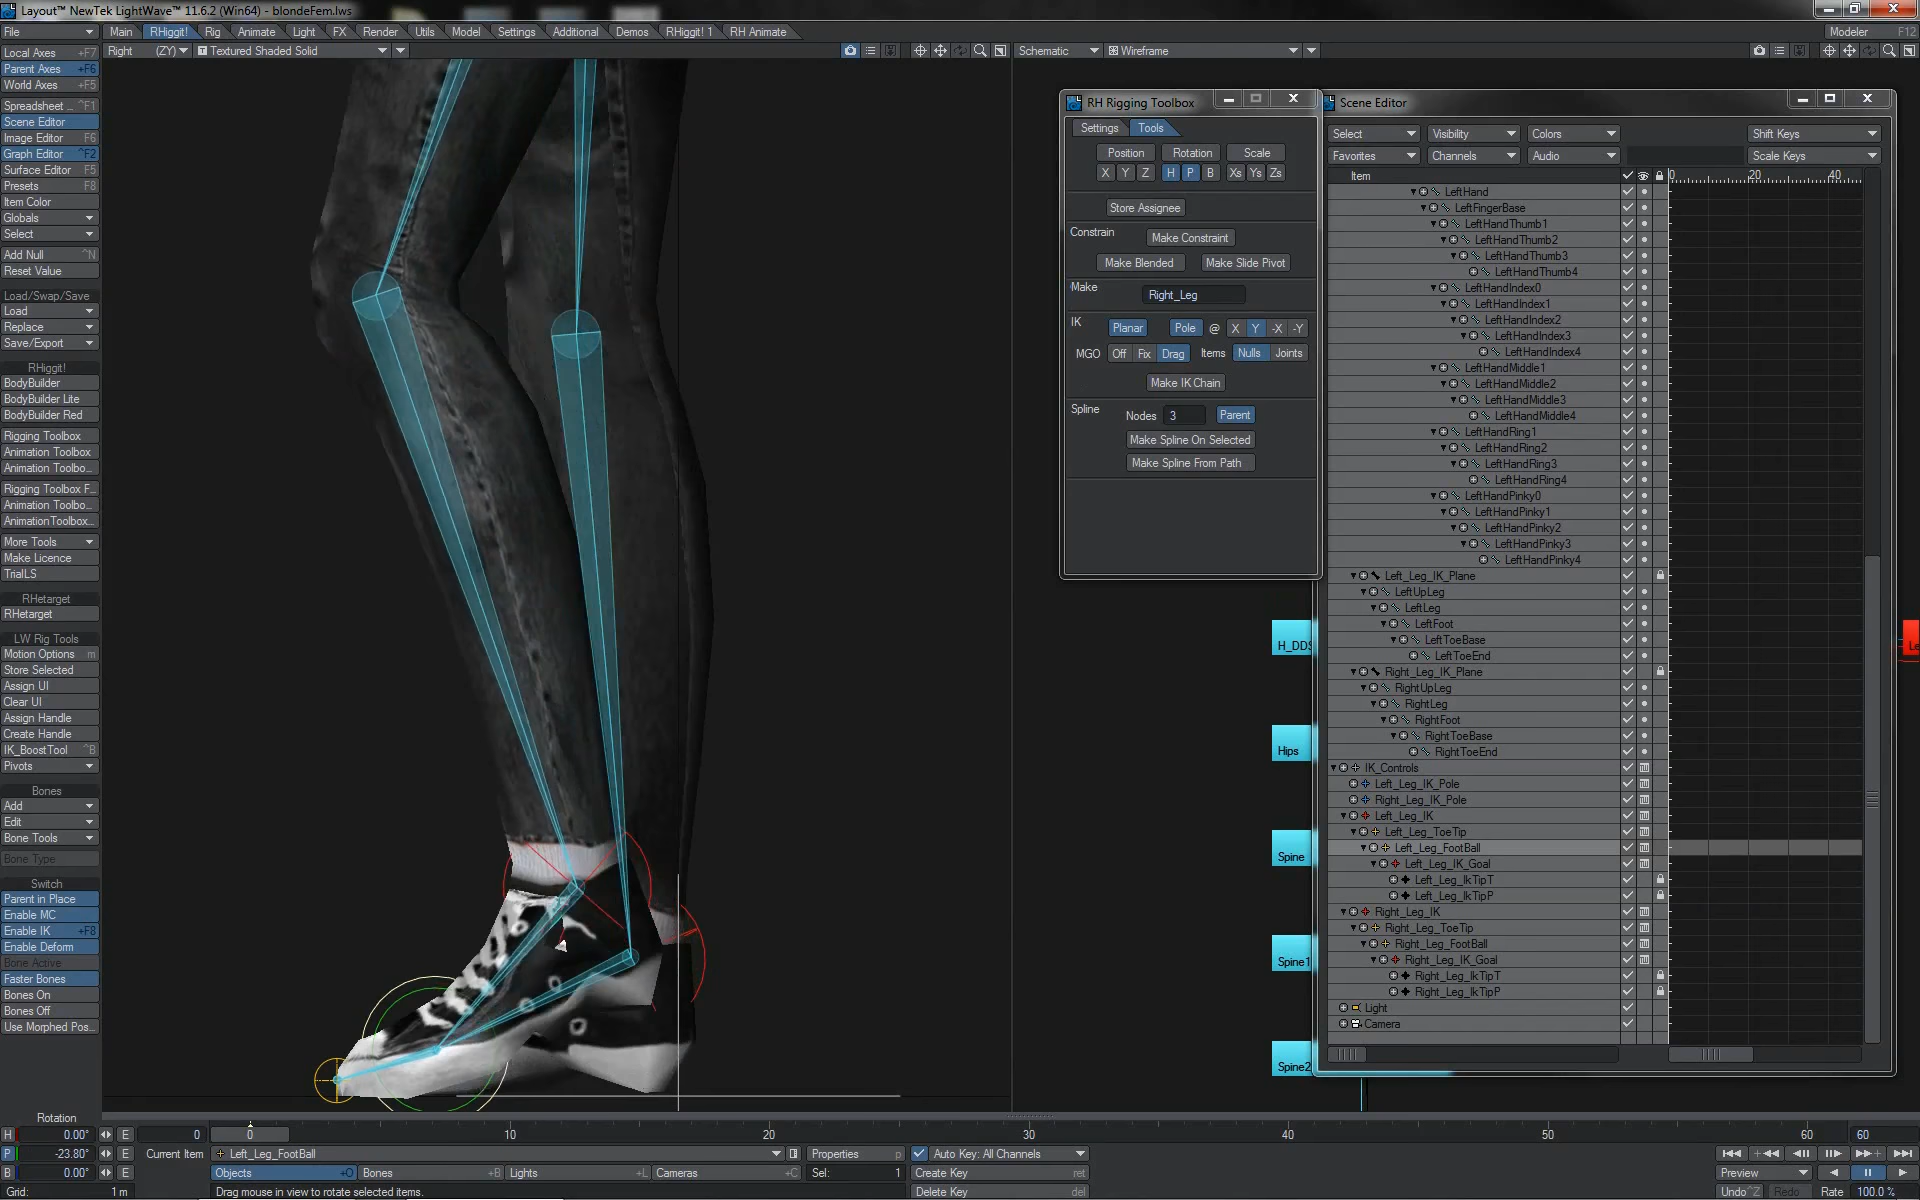 Layout™ NewTek LightWave™ 11.6.2 (Win64) - blondeFem.lws
File Main RHiggit! Rig Animate Light FX Render Utils Model Settings Additional Demos RHiggit! 1 RH Animate Modeler F12
Right (ZY) Textured Shaded Solid Schematic Wireframe
Local Axes +F7
Parent Axes +F6
World Axes +F5
Spreadsheet ... ^F1
Scene Editor
Image Editor F6
Graph Editor ^F2
Surface Editor F5
Presets F8
Item Color
Globals
Select
Add Null ^N
Reset Value
Load/Swap/Save
Load
Replace
Save/Export
RHiggit!
BodyBuilder
BodyBuilder Lite
BodyBuilder Red
Rigging Toolbox
Animation Toolbox
Animation Toolbo...
Rigging Toolbox F...
Animation Toolbo...
AnimationToolbox...
More Tools
Make Licence
TrialLS
RHetarget
RHetarget
LW Rig Tools
Motion Options m
Store Selected
Assign UI
Clear UI
Assign Handle
Create Handle
IK_BoostTool ^B
Pivots
Bones
Add
Edit
Bone Tools
Bone Type
Switch
Parent in Place
Enable MC
Enable IK +F8
Enable Deform
Bone Active
Faster Bones
Bones On
Bones Off
Use Morphed Pos...
RH Rigging Toolbox
Settings Tools
Position Rotation Scale
X Y Z H P B Xs Ys Zs
Store Assignee
Constrain
Make Constraint
Make Blended Make Slide Pivot
Make
Right_Leg
IK Planar Pole @ X Y -X -Y
MGO Off Fix Drag Items Nulls Joints
Make IK Chain
Spline
Nodes 3 Parent
Make Spline On Selected
Make Spline From Path
H_DDS
Hips
Spine
Spine1
Spine2
Scene Editor
Select Visibility Colors Shift Keys
Favorites Channels Audio Scale Keys
Item 0 20 40
LeftHand
LeftFingerBase
LeftHandThumb1
LeftHandThumb2
LeftHandThumb3
LeftHandThumb4
LeftHandIndex0
LeftHandIndex1
LeftHandIndex2
LeftHandIndex3
LeftHandIndex4
LeftHandMiddle1
LeftHandMiddle2
LeftHandMiddle3
LeftHandMiddle4
LeftHandRing1
LeftHandRing2
LeftHandRing3
LeftHandRing4
LeftHandPinky0
LeftHandPinky1
LeftHandPinky2
LeftHandPinky3
LeftHandPinky4
Left_Leg_IK_Plane
LeftUpLeg
LeftLeg
LeftFoot
LeftToeBase
LeftToeEnd
Right_Leg_IK_Plane
RightUpLeg
RightLeg
RightFoot
RightToeBase
RightToeEnd
IK_Controls
Left_Leg_IK_Pole
Right_Leg_IK_Pole
Left_Leg_IK
Left_Leg_ToeTip
Left_Leg_FootBall
Left_Leg_IK_Goal
Left_Leg_IkTipT
Left_Leg_IkTipP
Right_Leg_IK
Right_Leg_ToeTip
Right_Leg_FootBall
Right_Leg_IK_Goal
Right_Leg_IkTipT
Right_Leg_IkTipP
Light
Camera
Le
Rotation
H 0.00° E 0 0 10 20 30 40 50 60 60
P -23.80° E Current Item Left_Leg_FootBall Properties p Auto Key: All Channels
B 0.00° E Objects +O Bones +B Lights +L Cameras +C Sel: 1 Create Key ret Preview
Grid: 1 m Drag mouse in view to rotate selected items. Delete Key del Undo^Z Redo Rate 100.0 %